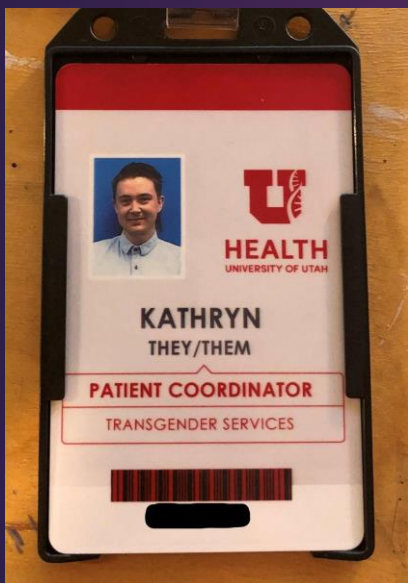 U
HEALTH
UNIVERSITY OF UTAH
KATHRYN
THEY/THEM
PATIENT COORDINATOR
TRANSGENDER SERVICES